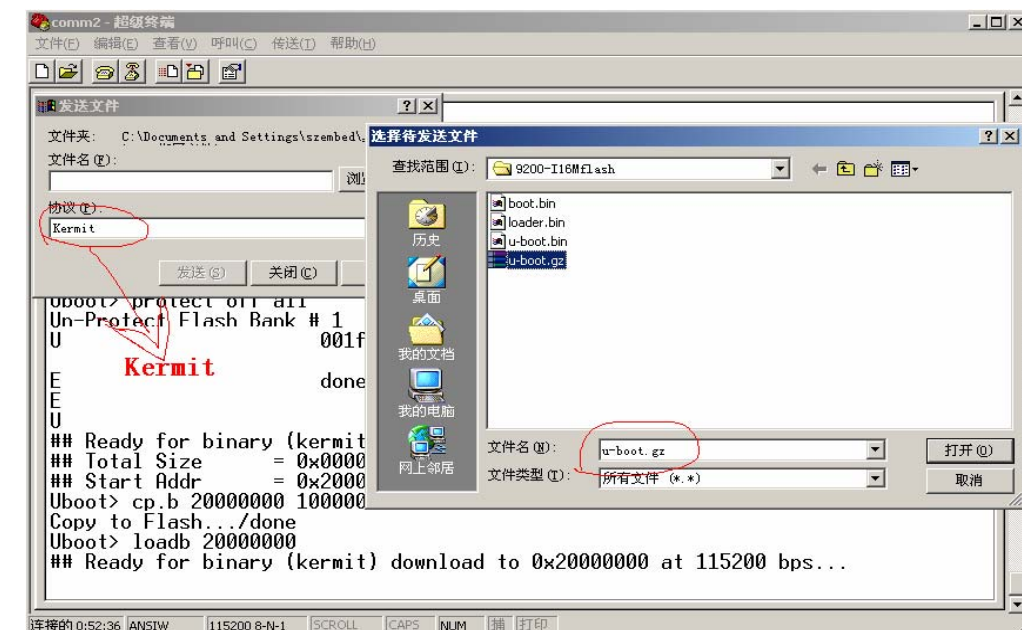 comm2 - 超级终端
文件(F) 编辑(E) 查看(V) 呼叫(C) 传送(T) 帮助(H)
发送文件
文件夹: C:\Documents and Settings\szembed\
文件名(F):
协议(P):
Kermit
发送(S) 关闭(C)
选择待发送文件
查找范围(I): 9200-I16Mflash
历史
桌面
我的文档
我的电脑
网上邻居
boot.bin
loader.bin
u-boot.bin
u-boot.gz
文件名(N): u-boot.gz 打开(O)
文件类型(T): 所有文件 (*.*) 取消
Kermit
Uboot> protect off all
Un-Protect Flash Bank # 1
U 001f
E done
E
U
## Ready for binary (kermit
## Total Size = 0x0000
## Start Addr = 0x2000
Uboot> cp.b 20000000 100000
Copy to Flash.../done
Uboot> loadb 20000000
## Ready for binary (kermit) download to 0x20000000 at 115200 bps...
连接的 0:52:36 ANSIW 115200 8-N-1 SCROLL CAPS NUM 捕 打印